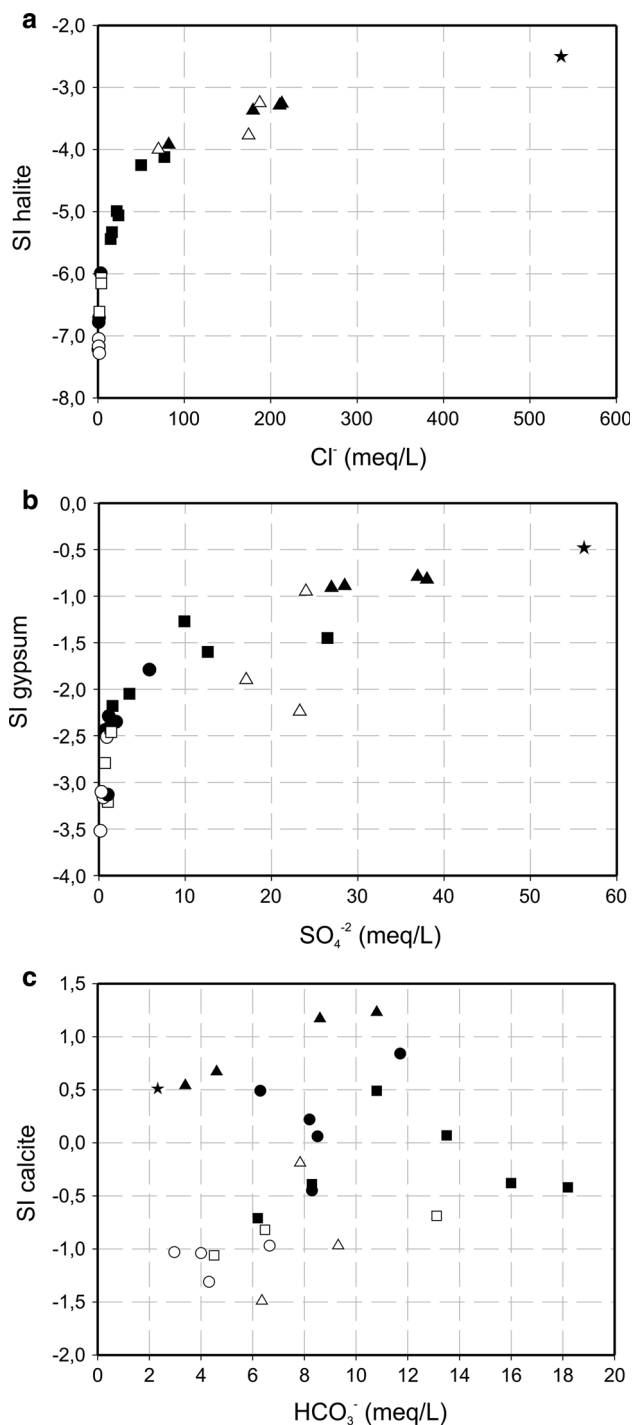 a
-2,0
-3,0
-4,0
-5,0
-6,0
-7,0
-8,0
SI halite
0 100 200 300 400 500 600
Cl⁻ (meq/L)
b
0,0
-0,5
-1,0
-1,5
-2,0
-2,5
-3,0
-3,5
-4,0
SI gypsum
0 10 20 30 40 50 60
SO₄⁻² (meq/L)
c
1,5
1,0
0,5
0,0
-0,5
-1,0
-1,5
-2,0
SI calcite
0 2 4 6 8 10 12 14 16 18 20
HCO₃⁻ (meq/L)